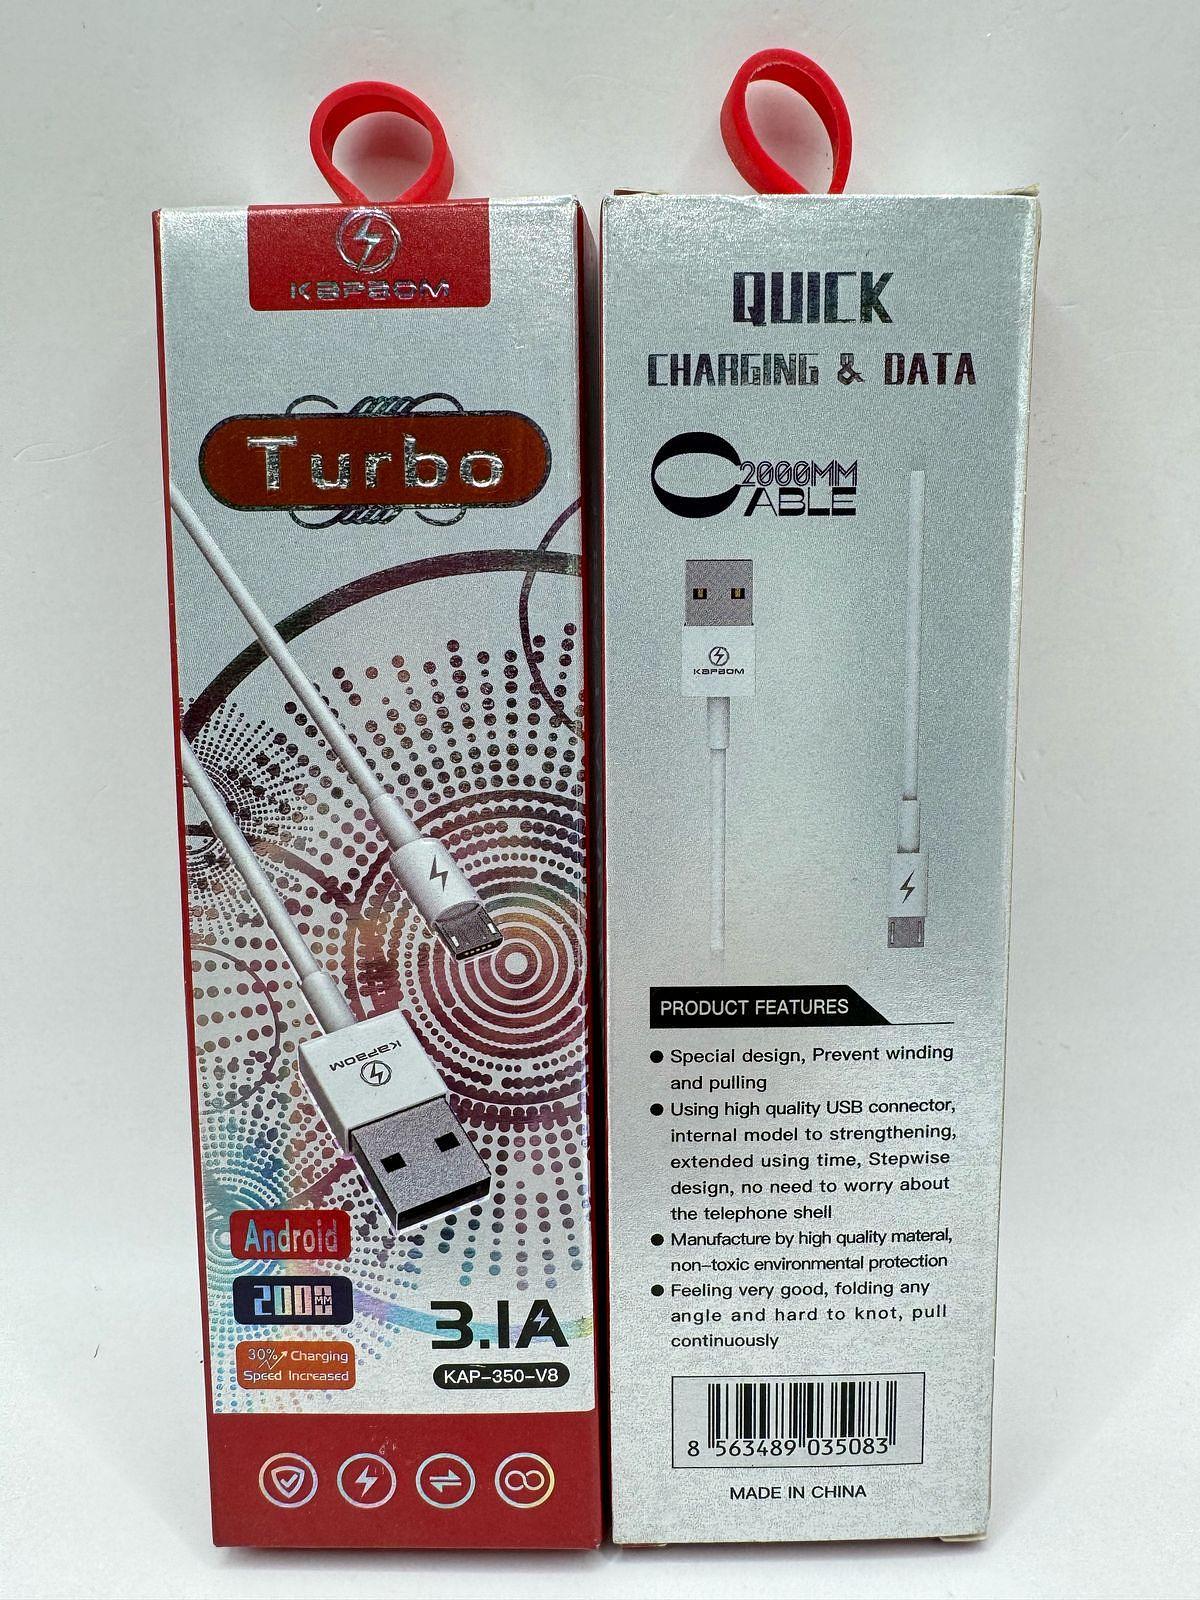 KAPBOM
Turbo
KAPBOM
Android
2000MM
30% Charging
Speed Increased
3.1A
KAP-350-V8
QUICK
CHARGING & DATA
2000MM
CABLE
KAPBOM
PRODUCT FEATURES
● Special design, Prevent winding
and pulling
● Using high quality USB connector,
internal model to strengthening,
extended using time, Stepwise
design, no need to worry about
the telephone shell
● Manufacture by high quality materal,
non-toxic environmental protection
● Feeling very good, folding any
angle and hard to knot, pull
continuously
8 563489 035083
MADE IN CHINA